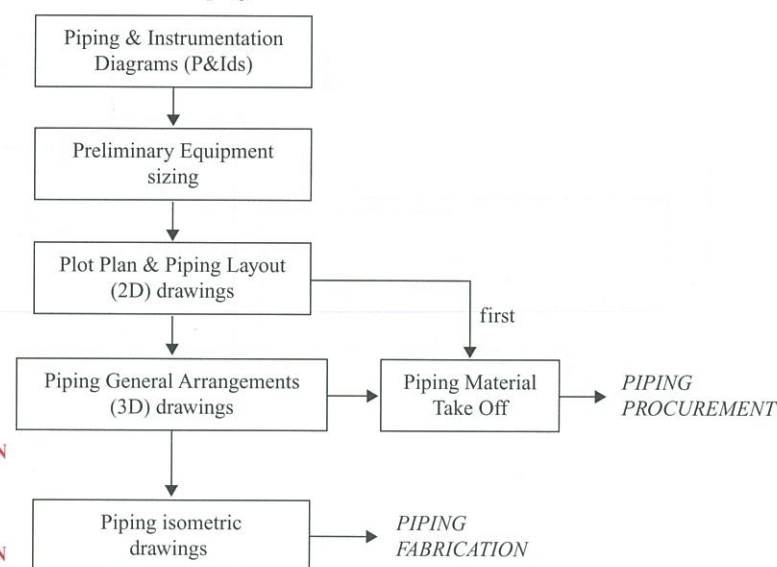 Piping & Instrumentation
Diagrams (P&Ids)
Preliminary Equipment
sizing
Plot Plan & Piping Layout
(2D) drawings
first
Piping General Arrangements
(3D) drawings
Piping Material
Take Off
PIPING
PROCUREMENT
N
Piping isometric
drawings
PIPING
FABRICATION
N